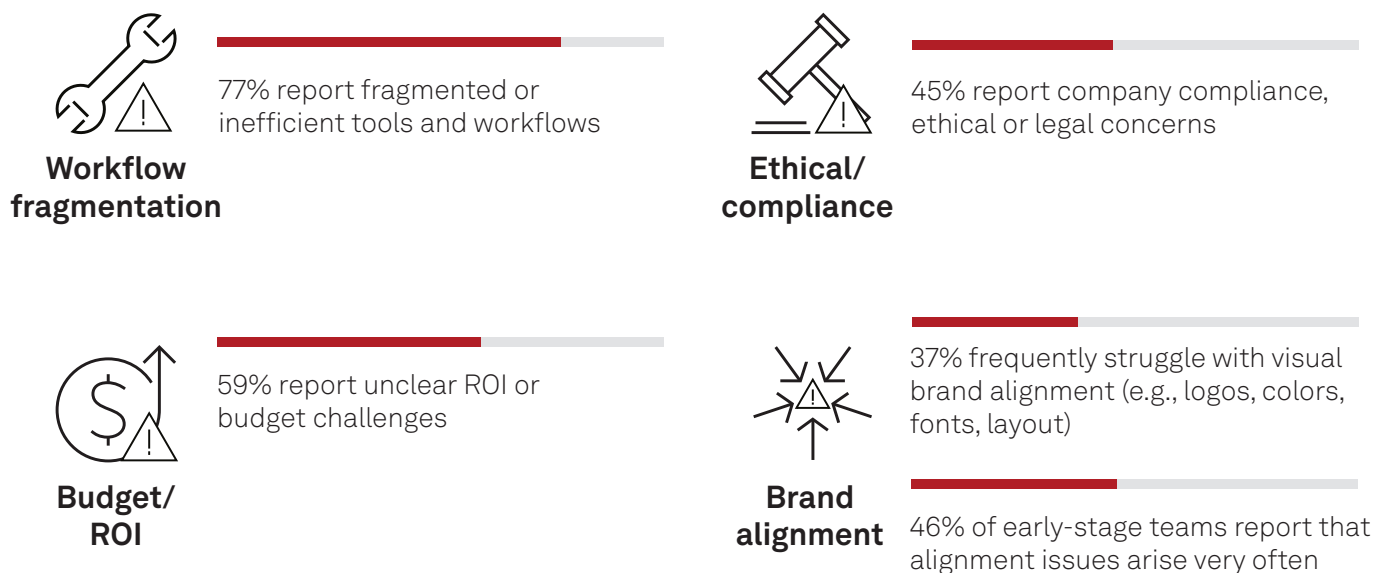 77% report fragmented or
inefficient tools and workflows
Workflow
fragmentation
45% report company compliance,
ethical or legal concerns
Ethical/
compliance
59% report unclear ROI or
budget challenges
Budget/
ROI
37% frequently struggle with visual
brand alignment (e.g., logos, colors,
fonts, layout)
Brand
alignment
46% of early-stage teams report that
alignment issues arise very often